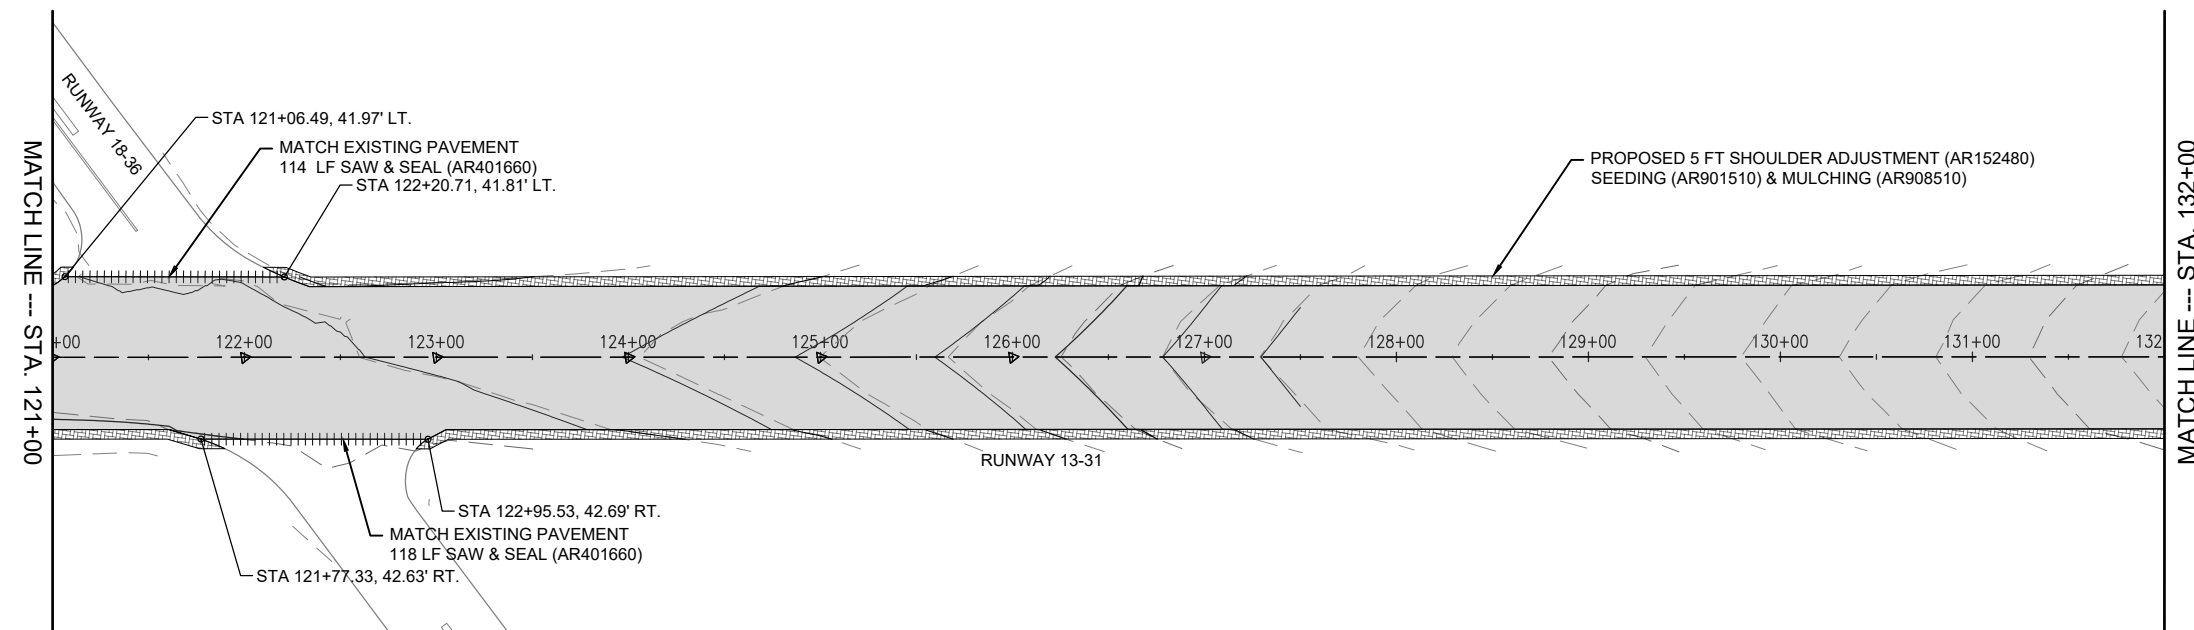 MATCH LINE --- STA. 121+00
RUNWAY 18-36
STA 121+06.49, 41.97' LT.
MATCH EXISTING PAVEMENT
114 LF SAW & SEAL (AR401660)
STA 122+20.71, 41.81' LT.
PROPOSED 5 FT SHOULDER ADJUSTMENT (AR152480)
SEEDING (AR901510) & MULCHING (AR908510)
+00
122+00
123+00
124+00
125+00
126+00
127+00
128+00
129+00
130+00
131+00
132
RUNWAY 13-31
STA 122+95.53, 42.69' RT.
MATCH EXISTING PAVEMENT
118 LF SAW & SEAL (AR401660)
STA 121+77.33, 42.63' RT.
MATCH LINE --- STA. 132+00